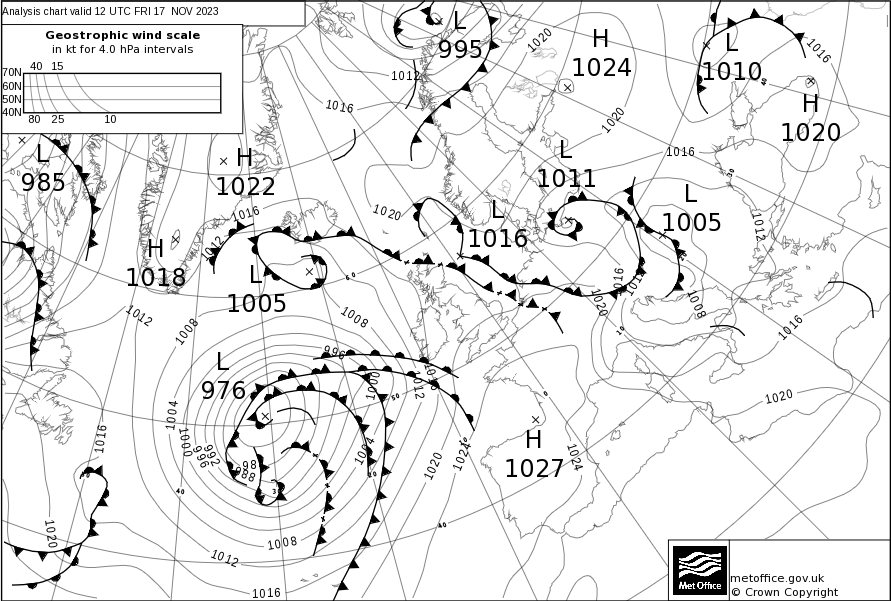 Analysis chart valid 12 UTC FRI 17 NOV 2023
Geostrophic wind scale
in kt for 4.0 hPa intervals
40 15
70N
60N
50N
40N
80 25 10
L
995
H
1024
L
1010
H
1020
1020
1016
1012
1016
1020
1016
L
985
H
1022
L
1011
L
1005
L
1016
H
1018
L
1005
1016
1012
1020
1012
1016
1012
1008
1020
1008
1016
1012
1008
1008
L
976
996
1000
1012
1004
1000
996
992
988
1004
1016
1020
1024
H
1027
1024
1020
1020
1012
1008
1016
metoffice.gov.uk
© Crown Copyright
Met Office